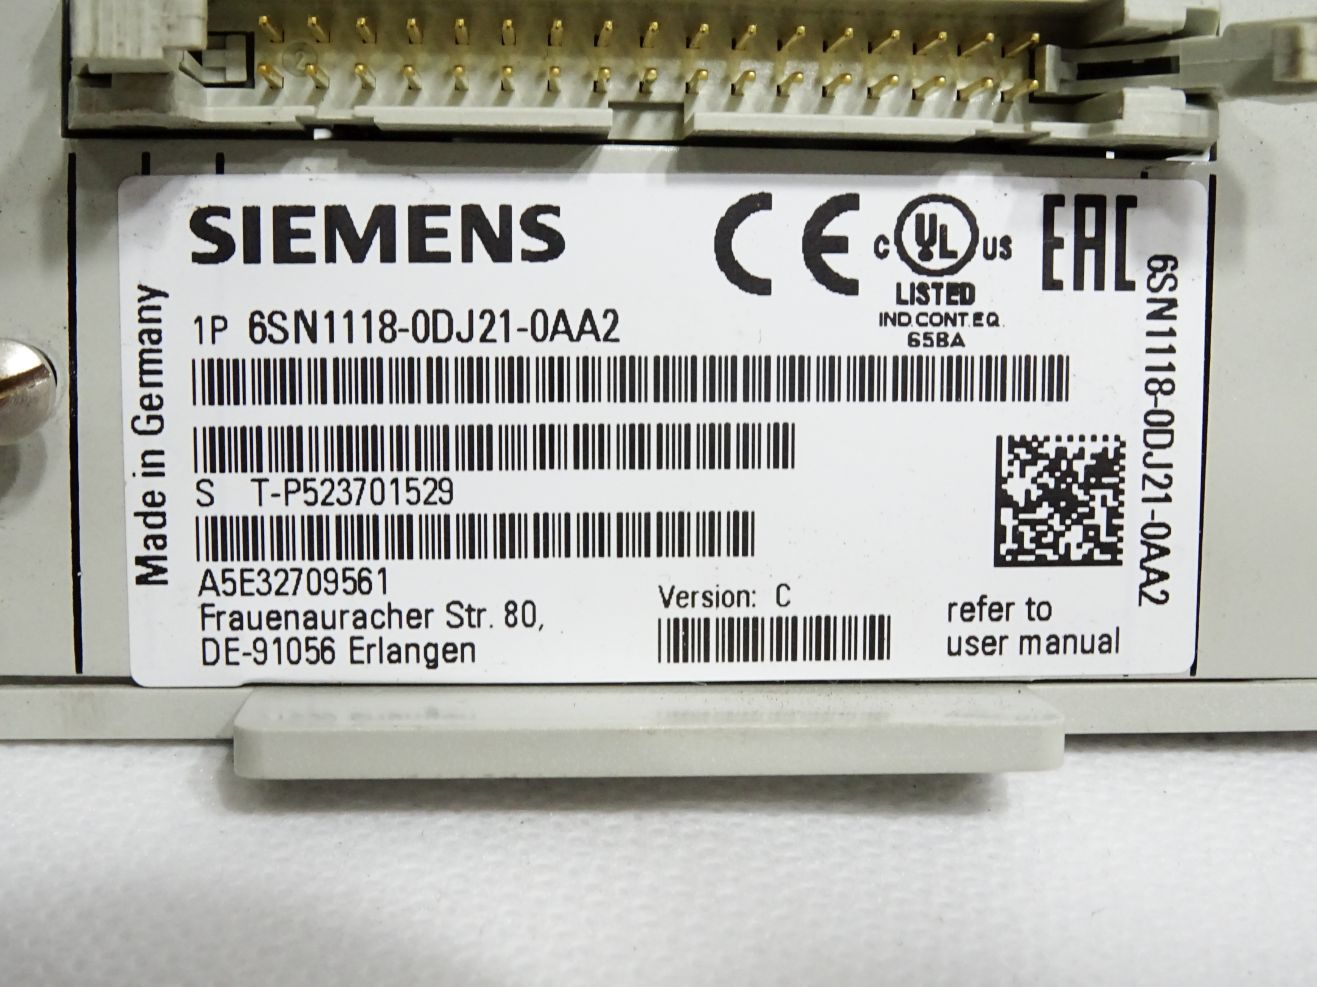 SIEMENS
CE
C UL US
LISTED
IND.CONT.EQ.
65BA
EAC
1P 6SN1118-0DJ21-0AA2
S T-P523701529
A5E32709561
Frauenauracher Str. 80,
DE-91056 Erlangen
Version: C
refer to
user manual
Made in Germany
6SN1118-0DJ21-0AA2